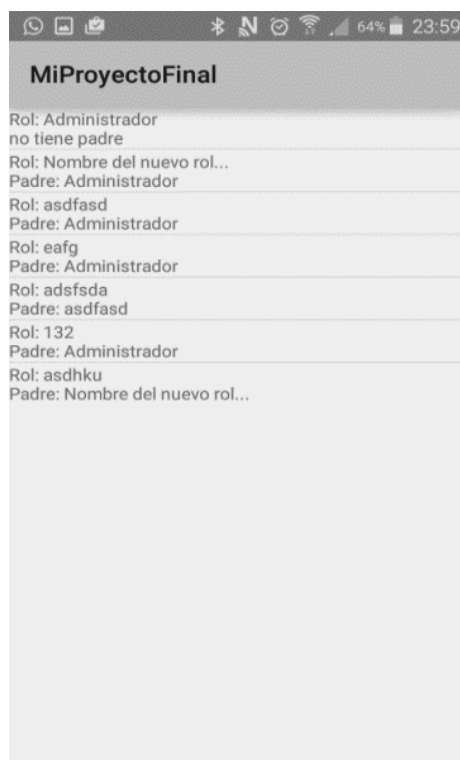 64% 23:59
MiProyectoFinal
Rol: Administrador
no tiene padre
Rol: Nombre del nuevo rol...
Padre: Administrador
Rol: asdfasd
Padre: Administrador
Rol: eafg
Padre: Administrador
Rol: adsfsda
Padre: asdfasd
Rol: 132
Padre: Administrador
Rol: asdhku
Padre: Nombre del nuevo rol...